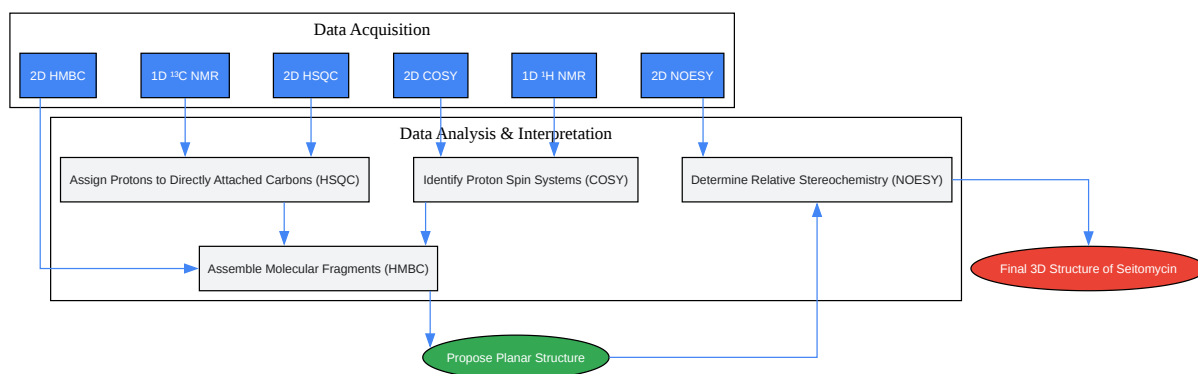 Data Acquisition
2D HMBC
1D ¹³C NMR
2D HSQC
2D COSY
1D ¹H NMR
2D NOESY
Data Analysis & Interpretation
Assign Protons to Directly Attached Carbons (HSQC)
Identify Proton Spin Systems (COSY)
Determine Relative Stereochemistry (NOESY)
Assemble Molecular Fragments (HMBC)
Final 3D Structure of Seitomycin
Propose Planar Structure